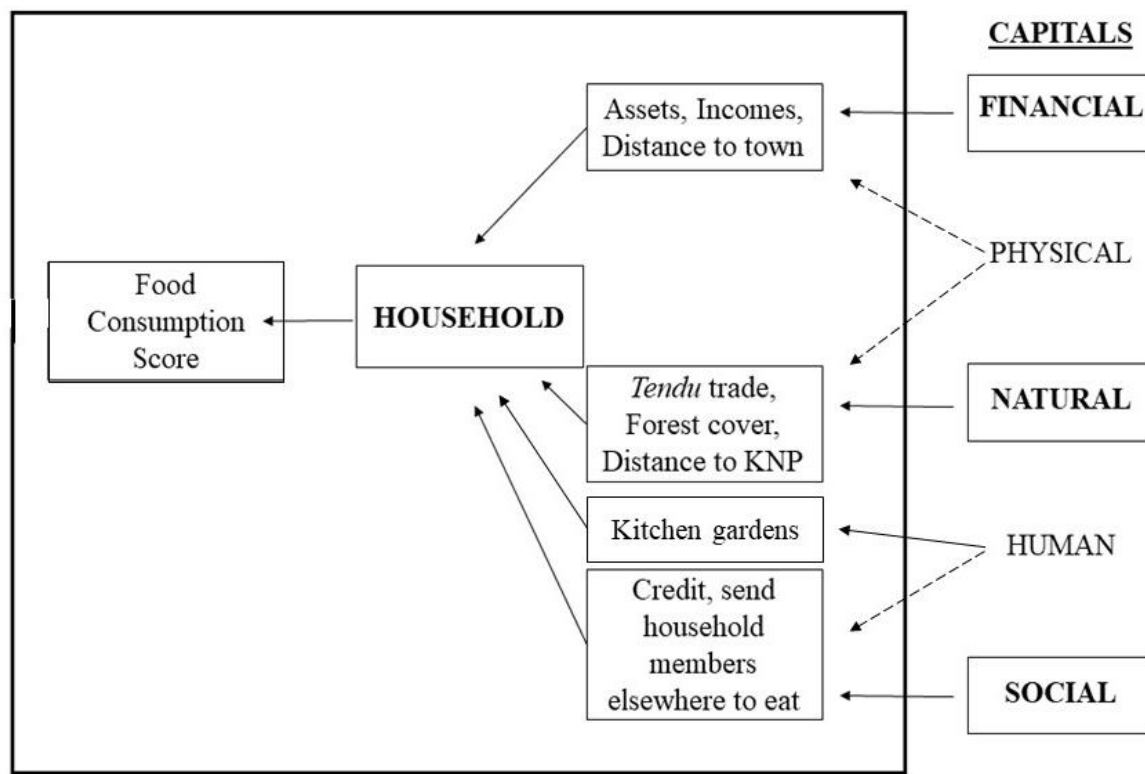 CAPITALS
Assets, Incomes,
Distance to town
FINANCIAL
PHYSICAL
Food
Consumption
Score
HOUSEHOLD
Tendu trade,
Forest cover,
Distance to KNP
NATURAL
Kitchen gardens
HUMAN
Credit, send
household
members
elsewhere to eat
SOCIAL